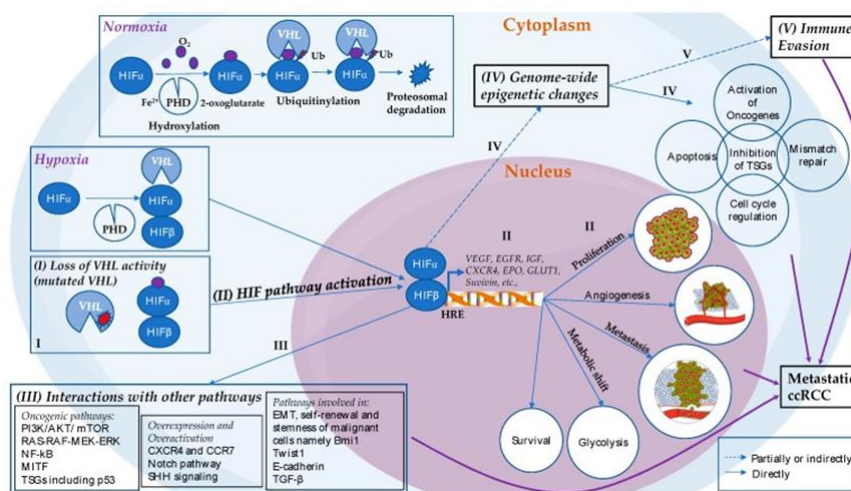 Normoxia
O₂
VHL
VHL
Ub
Ub
HIFα
HIFα
HIFα
HIFα
Fe²⁺
PHD
2-oxoglutarate
Ubiquitinylation
Proteosomal
degradation
Hydroxylation
Cytoplasm
(V) Immune
Evasion
V
(IV) Genome-wide
epigenetic changes
IV
IV
Activation
of
Oncogenes
Apoptosis
Inhibition
of TSGs
Mismatch
repair
Cell cycle
regulation
Hypoxia
VHL
HIFα
HIFα
PHD
HIFβ
Nucleus
(I) Loss of VHL activity
(mutated VHL)
VHL
HIFα
HIFβ
I
(II) HIF pathway activation
HIFα
HIFβ
HRE
II
VEGF, EGFR, IGF,
CXCR4, EPO, GLUT1,
Suvivin, etc.,
II
Proliferation
Angiogenesis
Metastasis
Metabolic shift
Survival
Glycolysis
III
(III) Interactions with other pathways
Oncogenic pathways:
PI3K/AKT/ mTOR
RAS-RAF-MEK-ERK
NF-kB
MITF
TSGs including p53
Overexpression and
Overactivation
CXCR4 and CCR7
Notch pathway
SHH signaling
Pathways involved in:
EMT, self-renewal and
stemness of malignant
cells namely Bmi1
Twist1
E-cadherin
TGF-β
Metastatic
ccRCC
Partially or indirectly
Directly